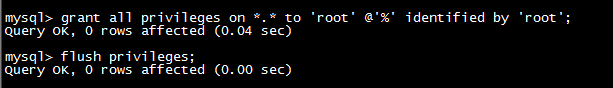 mysql> grant all privileges on *.* to 'root' @'%' identified by 'root';
Query OK, 0 rows affected (0.04 sec)
mysql> flush privileges;
Query OK, 0 rows affected (0.00 sec)